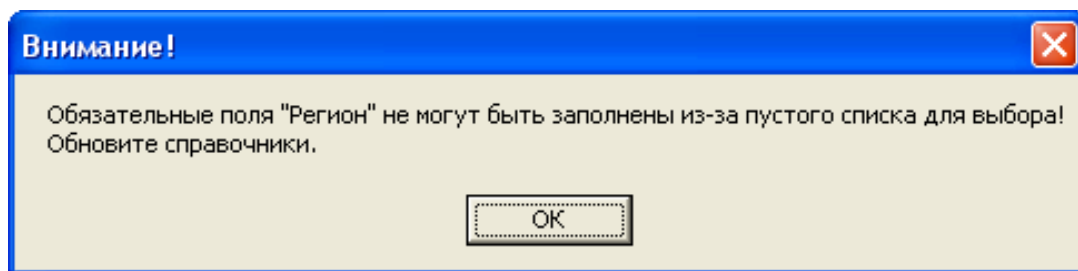 Внимание!
Обязательные поля "Регион" не могут быть заполнены из-за пустого списка для выбора!
Обновите справочники.
OK